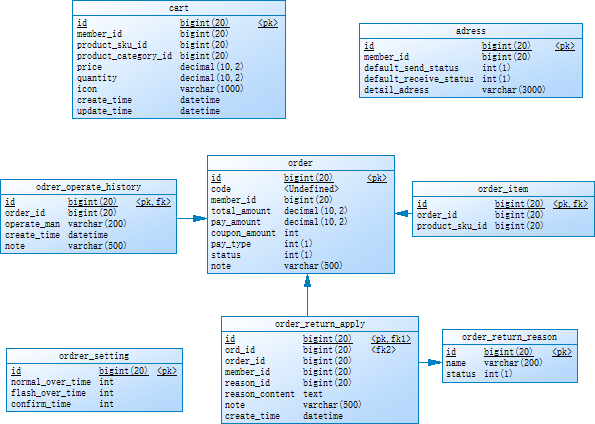 cart
id bigint(20) <pk>
member_id bigint(20)
product_sku_id bigint(20)
product_category_id bigint(20)
price decimal(10,2)
quantity decimal(10,2)
icon varchar(1000)
create_time datetime
update_time datetime
adress
id bigint(20) <pk>
member_id bigint(20)
default_send_status int(1)
default_receive_status int(1)
detail_adress varchar(3000)
odrer_operate_history
id bigint(20) <pk,fk>
order_id bigint(20)
operate_man varchar(200)
create_time datetime
note varchar(500)
order
id bigint(20) <pk>
code <Undefined>
member_id bigint(20)
total_amount decimal(10,2)
pay_amount decimal(10,2)
coupon_amount int
pay_type int(1)
status int(1)
note varchar(500)
order_item
id bigint(20) <pk,fk>
order_id bigint(20)
product_sku_id bigint(20)
ordrer_setting
id bigint(20) <pk>
normal_over_time int
flash_over_time int
confirm_time int
order_return_apply
id bigint(20) <pk,fk1>
ord_id bigint(20) <fk2>
order_id bigint(20)
member_id bigint(20)
reason_id bigint(20)
reason_content text
note varchar(500)
create_time datetime
order_return_reason
id bigint(20) <pk>
name varchar(200)
status int(1)